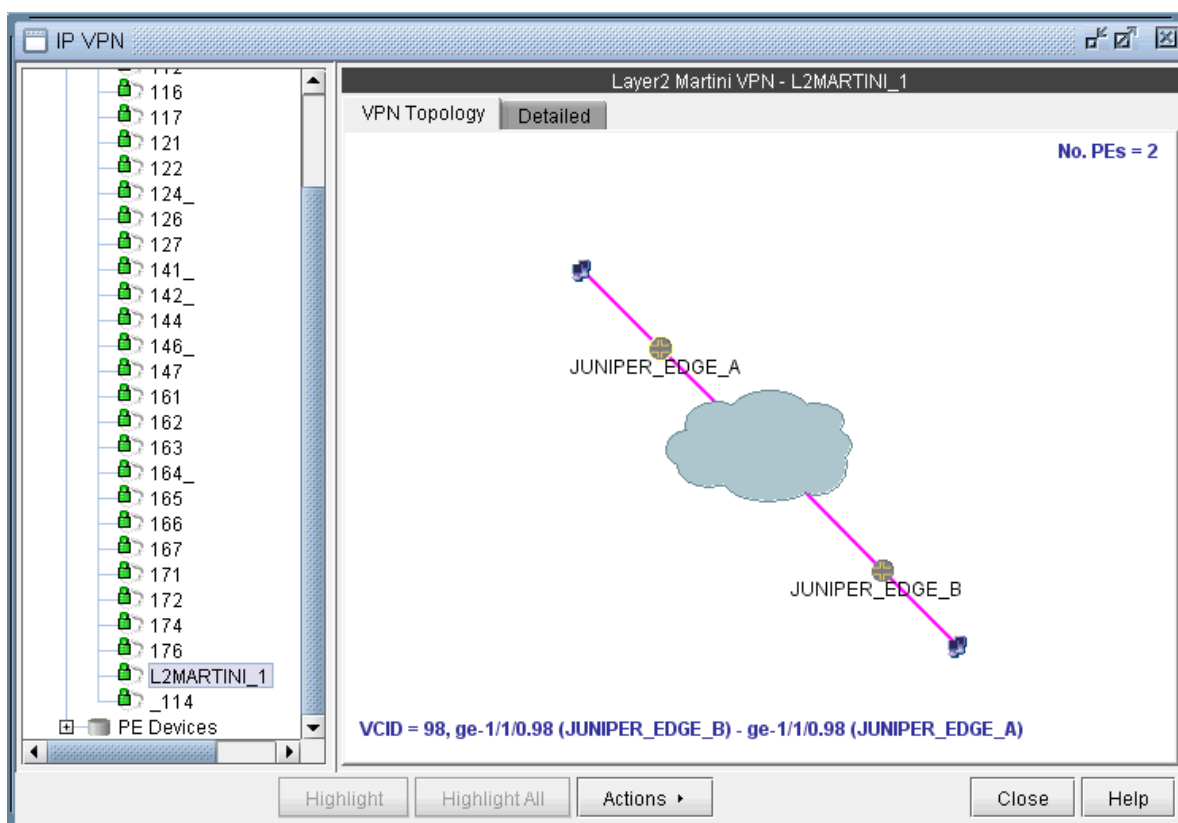 IP VPN
112
116
117
121
122
124_
126
127
141_
142_
144
146_
147
161
162
163
164_
165
166
167
171
172
174
176
L2MARTINI_1
_114
PE Devices
Layer2 Martini VPN - L2MARTINI_1
VPN Topology Detailed
No. PEs = 2
JUNIPER_EDGE_A
JUNIPER_EDGE_B
VCID = 98, ge-1/1/0.98 (JUNIPER_EDGE_B) - ge-1/1/0.98 (JUNIPER_EDGE_A)
Highlight Highlight All Actions Close Help